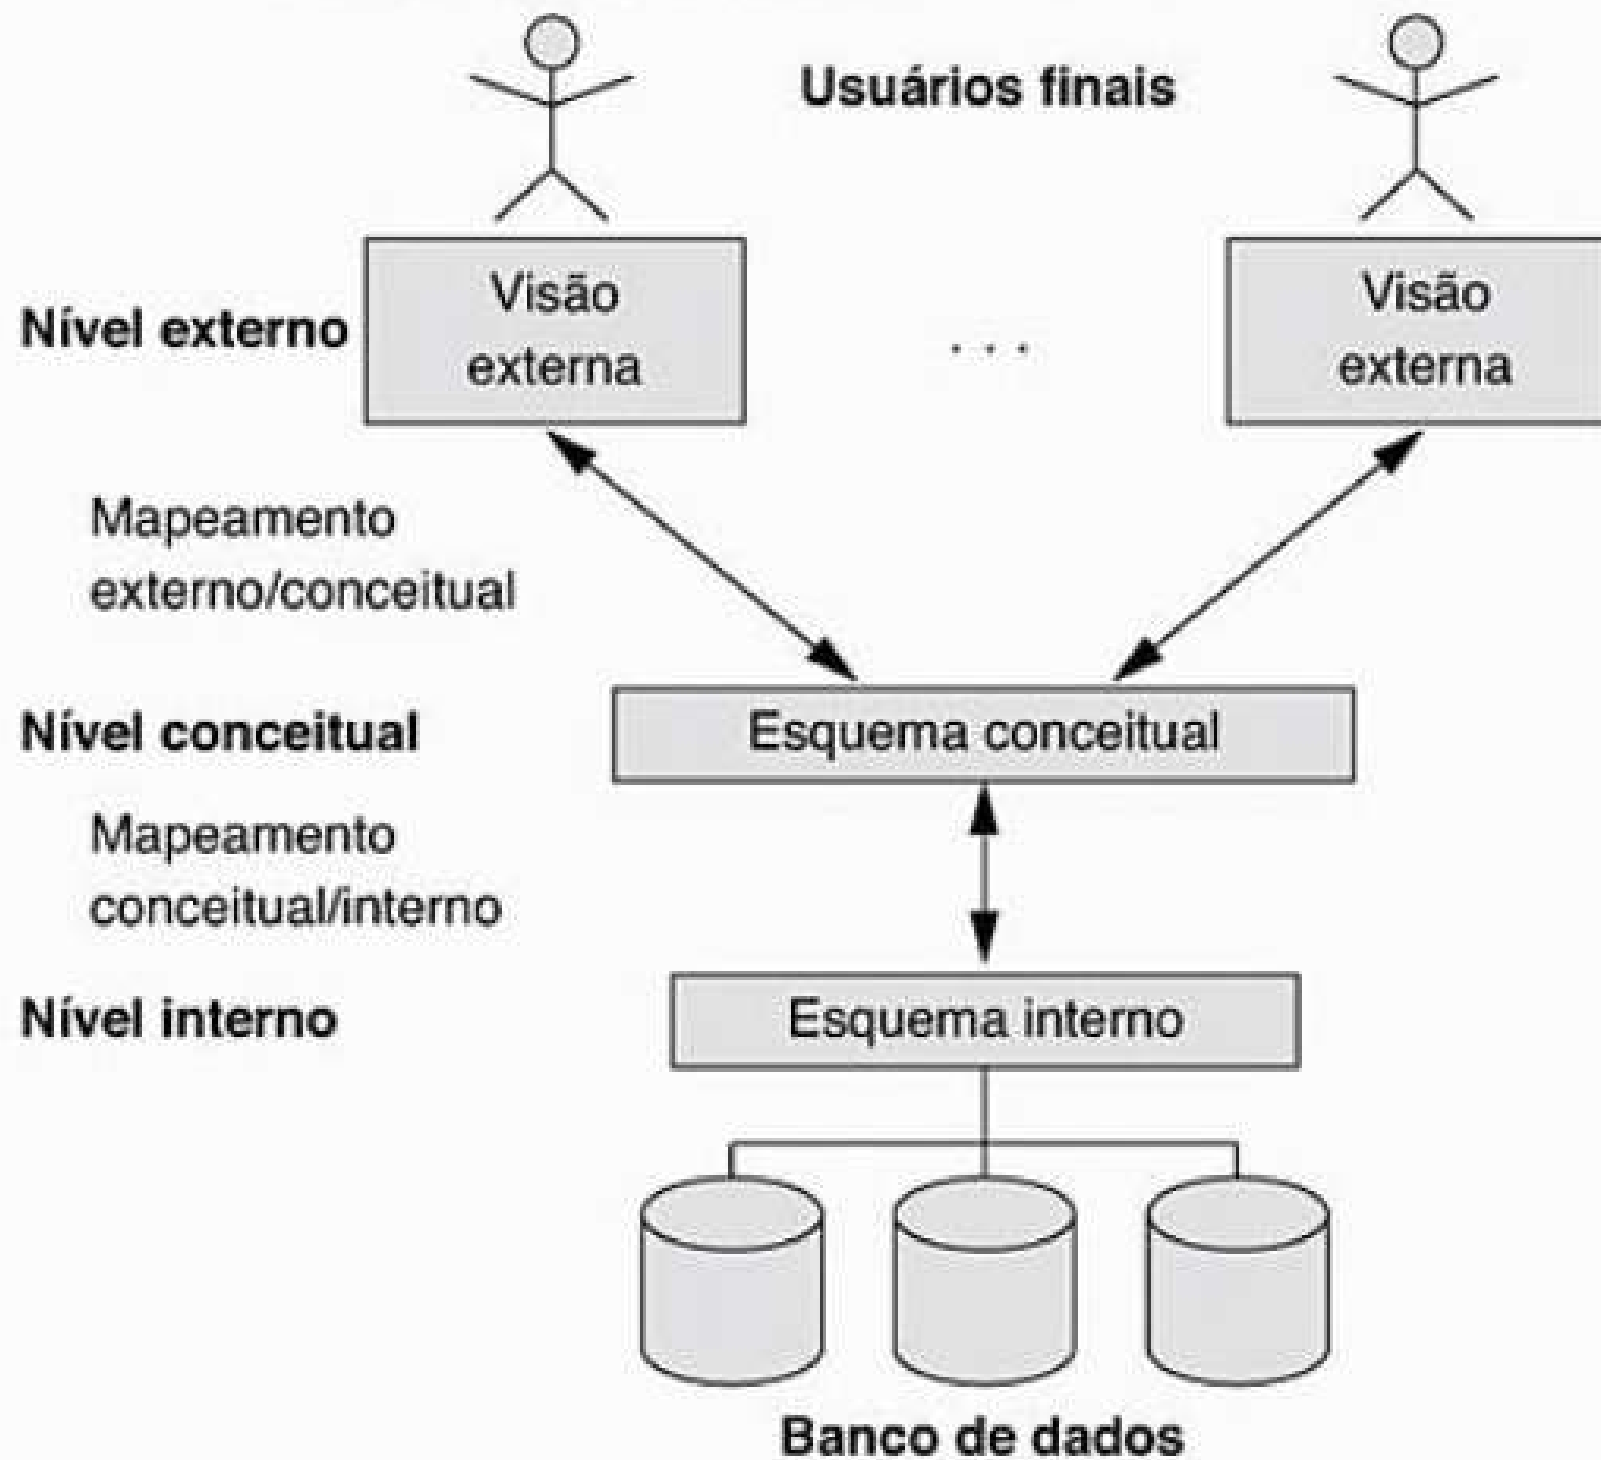 Usuários finais
Nível externo
Visão
externa
. . .
Visão
externa
Mapeamento
externo/conceitual
Nível conceitual
Esquema conceitual
Mapeamento
conceitual/interno
Nível interno
Esquema interno
Banco de dados